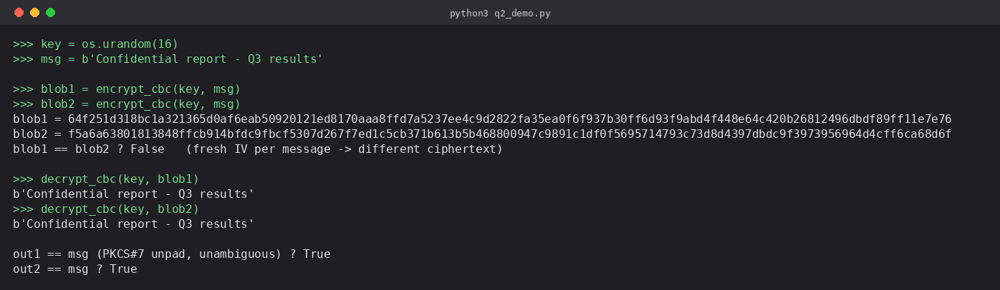 python3 q2_demo.py
>>> key = os.urandom(16)
>>> msg = b'Confidential report - Q3 results'
>>> blob1 = encrypt_cbc(key, msg)
>>> blob2 = encrypt_cbc(key, msg)
blob1 = 64f251d318bc1a321365d0af6eab50920121ed8170aaa8ffd7a5237ee4c9d2822fa35ea0f6f937b30ff6d93f9abd4f448e64c420b26812496dbdf89ff11e7e76
blob2 = f5a6a63801813848ffcb914bfdc9fbcf5307d267f7ed1c5cb371b613b5b468800947c9891c1df0f5695714793c73d8d4397dbdc9f3973956964d4cff6ca68d6f
blob1 == blob2 ? False   (fresh IV per message -> different ciphertext)
>>> decrypt_cbc(key, blob1)
b'Confidential report - Q3 results'
>>> decrypt_cbc(key, blob2)
b'Confidential report - Q3 results'
out1 == msg (PKCS#7 unpad, unambiguous) ? True
out2 == msg ? True